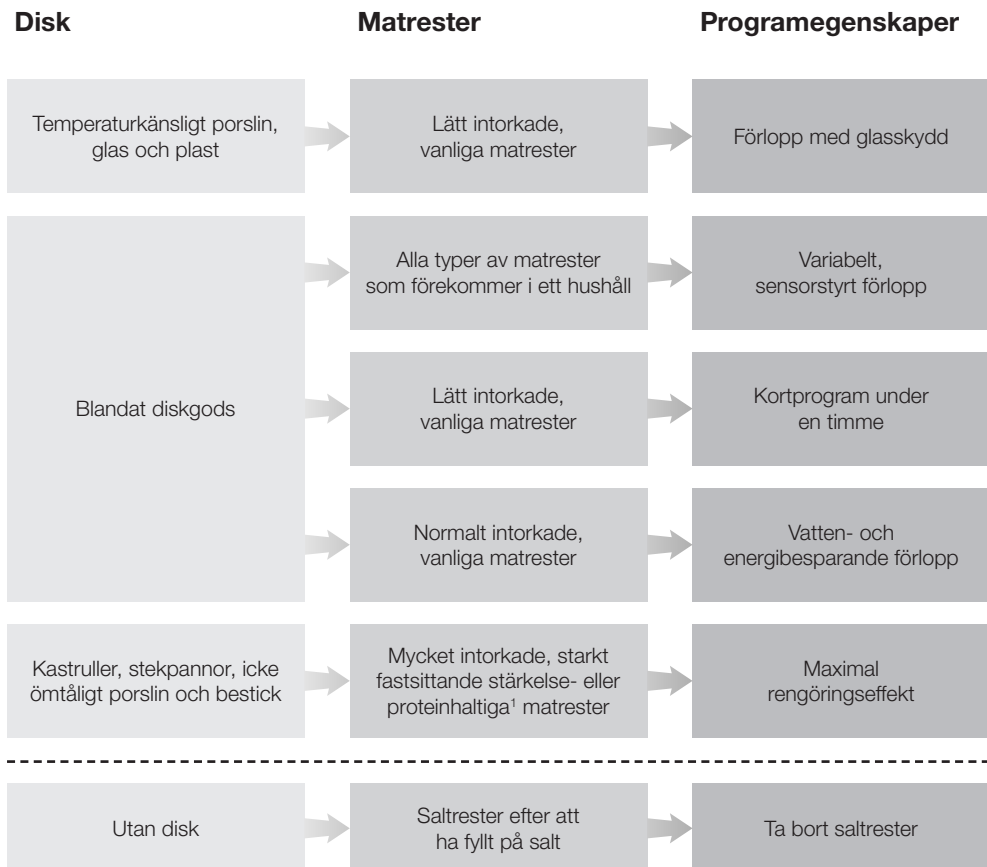 Disk
Matrester
Programegenskaper
Temperaturkänsligt porslin,
glas och plast
Lätt intorkade,
vanliga matrester
Förlopp med glasskydd
Blandat diskgods
Alla typer av matrester
som förekommer i ett hushåll
Variabelt,
sensorstyrt förlopp
Lätt intorkade,
vanliga matrester
Kortprogram under
en timme
Normalt intorkade,
vanliga matrester
Vatten- och
energibesparande förlopp
Kastruller, stekpannor, icke
ömtåligt porslin och bestick
Mycket intorkade, starkt
fastsittande stärkelse- eller
proteinhaltiga¹ matrester
Maximal
rengöringseffekt
Utan disk
Saltrester efter att
ha fyllt på salt
Ta bort saltrester